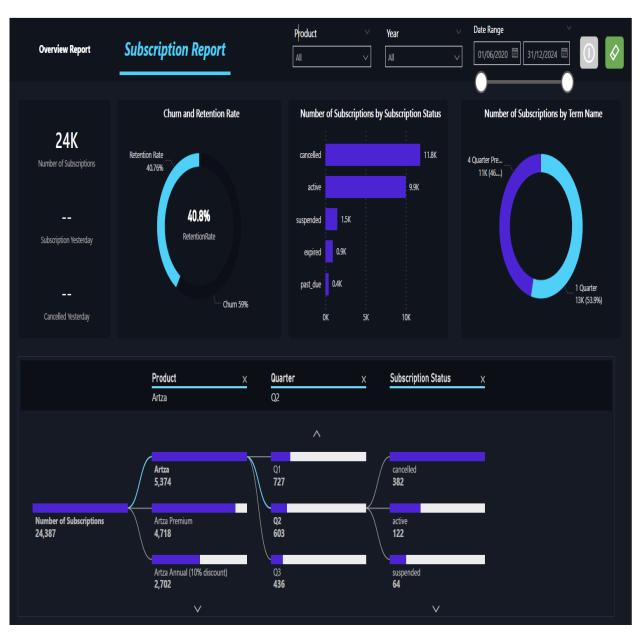 Overview Report
Subscription Report
Product
All
Year
All
Date Range
01/06/2020
31/12/2024
24K
Number of Subscriptions
--
Subscription Yesterday
--
Cancelled Yesterday
Churn and Retention Rate
Retention Rate
40.76%
40.8%
RetentionRate
Churn 59%
Number of Subscriptions by Subscription Status
cancelled
11.8K
active
9.9K
suspended
1.5K
expired
0.9K
past_due
0.4K
0K
5K
10K
Number of Subscriptions by Term Name
4 Quarter Pre...
11K (46....)
1 Quarter
13K (53.9%)
Product
x
Artza
Quarter
x
Q2
Subscription Status
x
Number of Subscriptions
24,387
Artza
5,374
Artza Premium
4,718
Artza Annual (10% discount)
2,702
Q1
727
Q2
603
Q3
436
cancelled
382
active
122
suspended
64